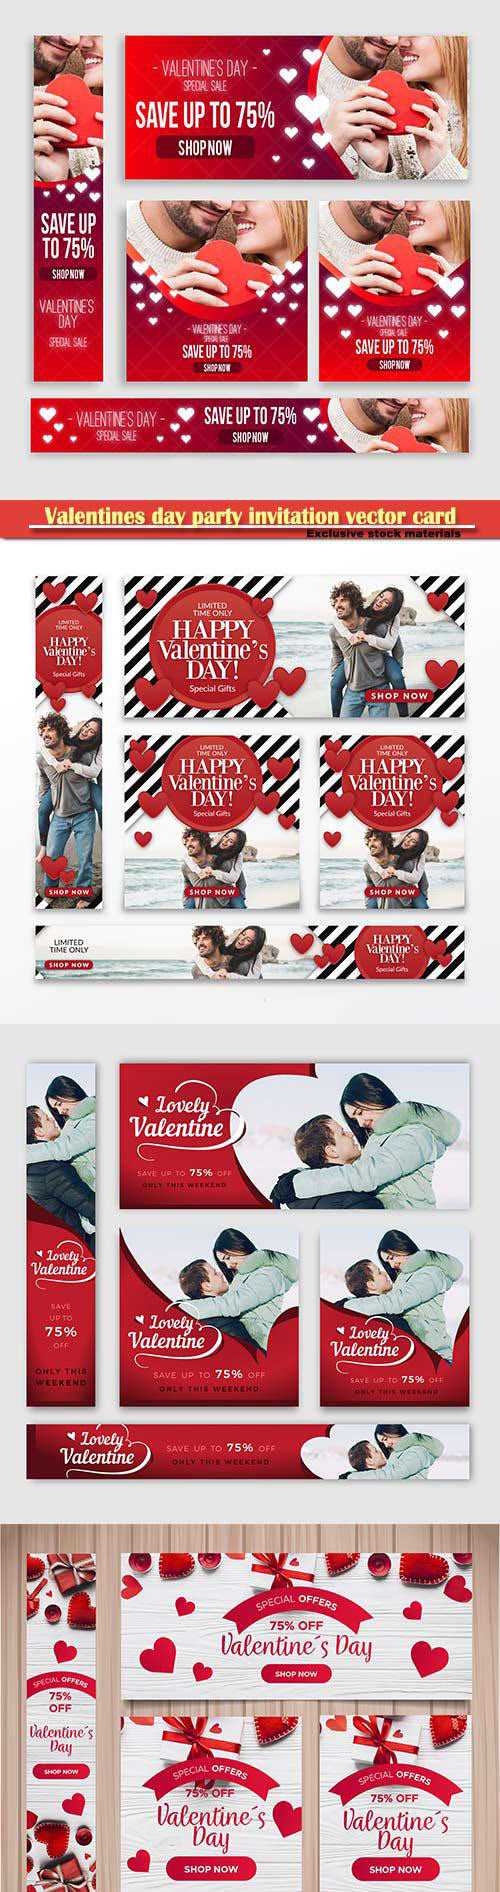 SAVE UP
TO 75%
SHOP NOW
VALENTINE'S
DAY
SPECIAL SALE
- VALENTINE'S DAY -
SPECIAL SALE
SAVE UP TO 75%
SHOP NOW
- VALENTINE'S DAY -
SPECIAL SALE
SAVE UP TO 75%
SHOP NOW
- VALENTINE'S DAY -
SPECIAL SALE
SAVE UP TO 75%
SHOP NOW
- VALENTINE'S DAY -
SPECIAL SALE
SAVE UP TO 75%
SHOP NOW
Valentines day party invitation vector card
Exclusive stock materials
LIMITED
TIME ONLY
HAPPY
Valentine's
DAY!
Special Gifts
SHOP NOW
LIMITED
TIME ONLY
HAPPY
Valentine's
DAY!
Special Gifts
SHOP NOW
LIMITED
TIME ONLY
HAPPY
Valentine's
DAY!
Special Gifts
SHOP NOW
LIMITED
TIME ONLY
HAPPY
Valentine's
DAY!
Special Gifts
SHOP NOW
LIMITED
TIME ONLY
SHOP NOW
HAPPY
Valentine's
DAY!
Special Gifts
Lovely
Valentine
SAVE
UP TO
75%
OFF
ONLY THIS
WEEKEND
Lovely
Valentine
SAVE UP TO 75% OFF
ONLY THIS WEEKEND
Lovely
Valentine
SAVE UP TO 75% OFF
ONLY THIS WEEKEND
Lovely
Valentine
SAVE UP TO 75% OFF
ONLY THIS WEEKEND
Lovely
Valentine
SAVE UP TO 75% OFF
ONLY THIS WEEKEND
SPECIAL OFFERS
75%
OFF
Valentine´s
Day
SHOP NOW
SPECIAL OFFERS
75% OFF
Valentine´s Day
SHOP NOW
SPECIAL OFFERS
75% OFF
Valentine´s
Day
SHOP NOW
SPECIAL OFFERS
75% OFF
Valentine´s
Day
SHOP NOW